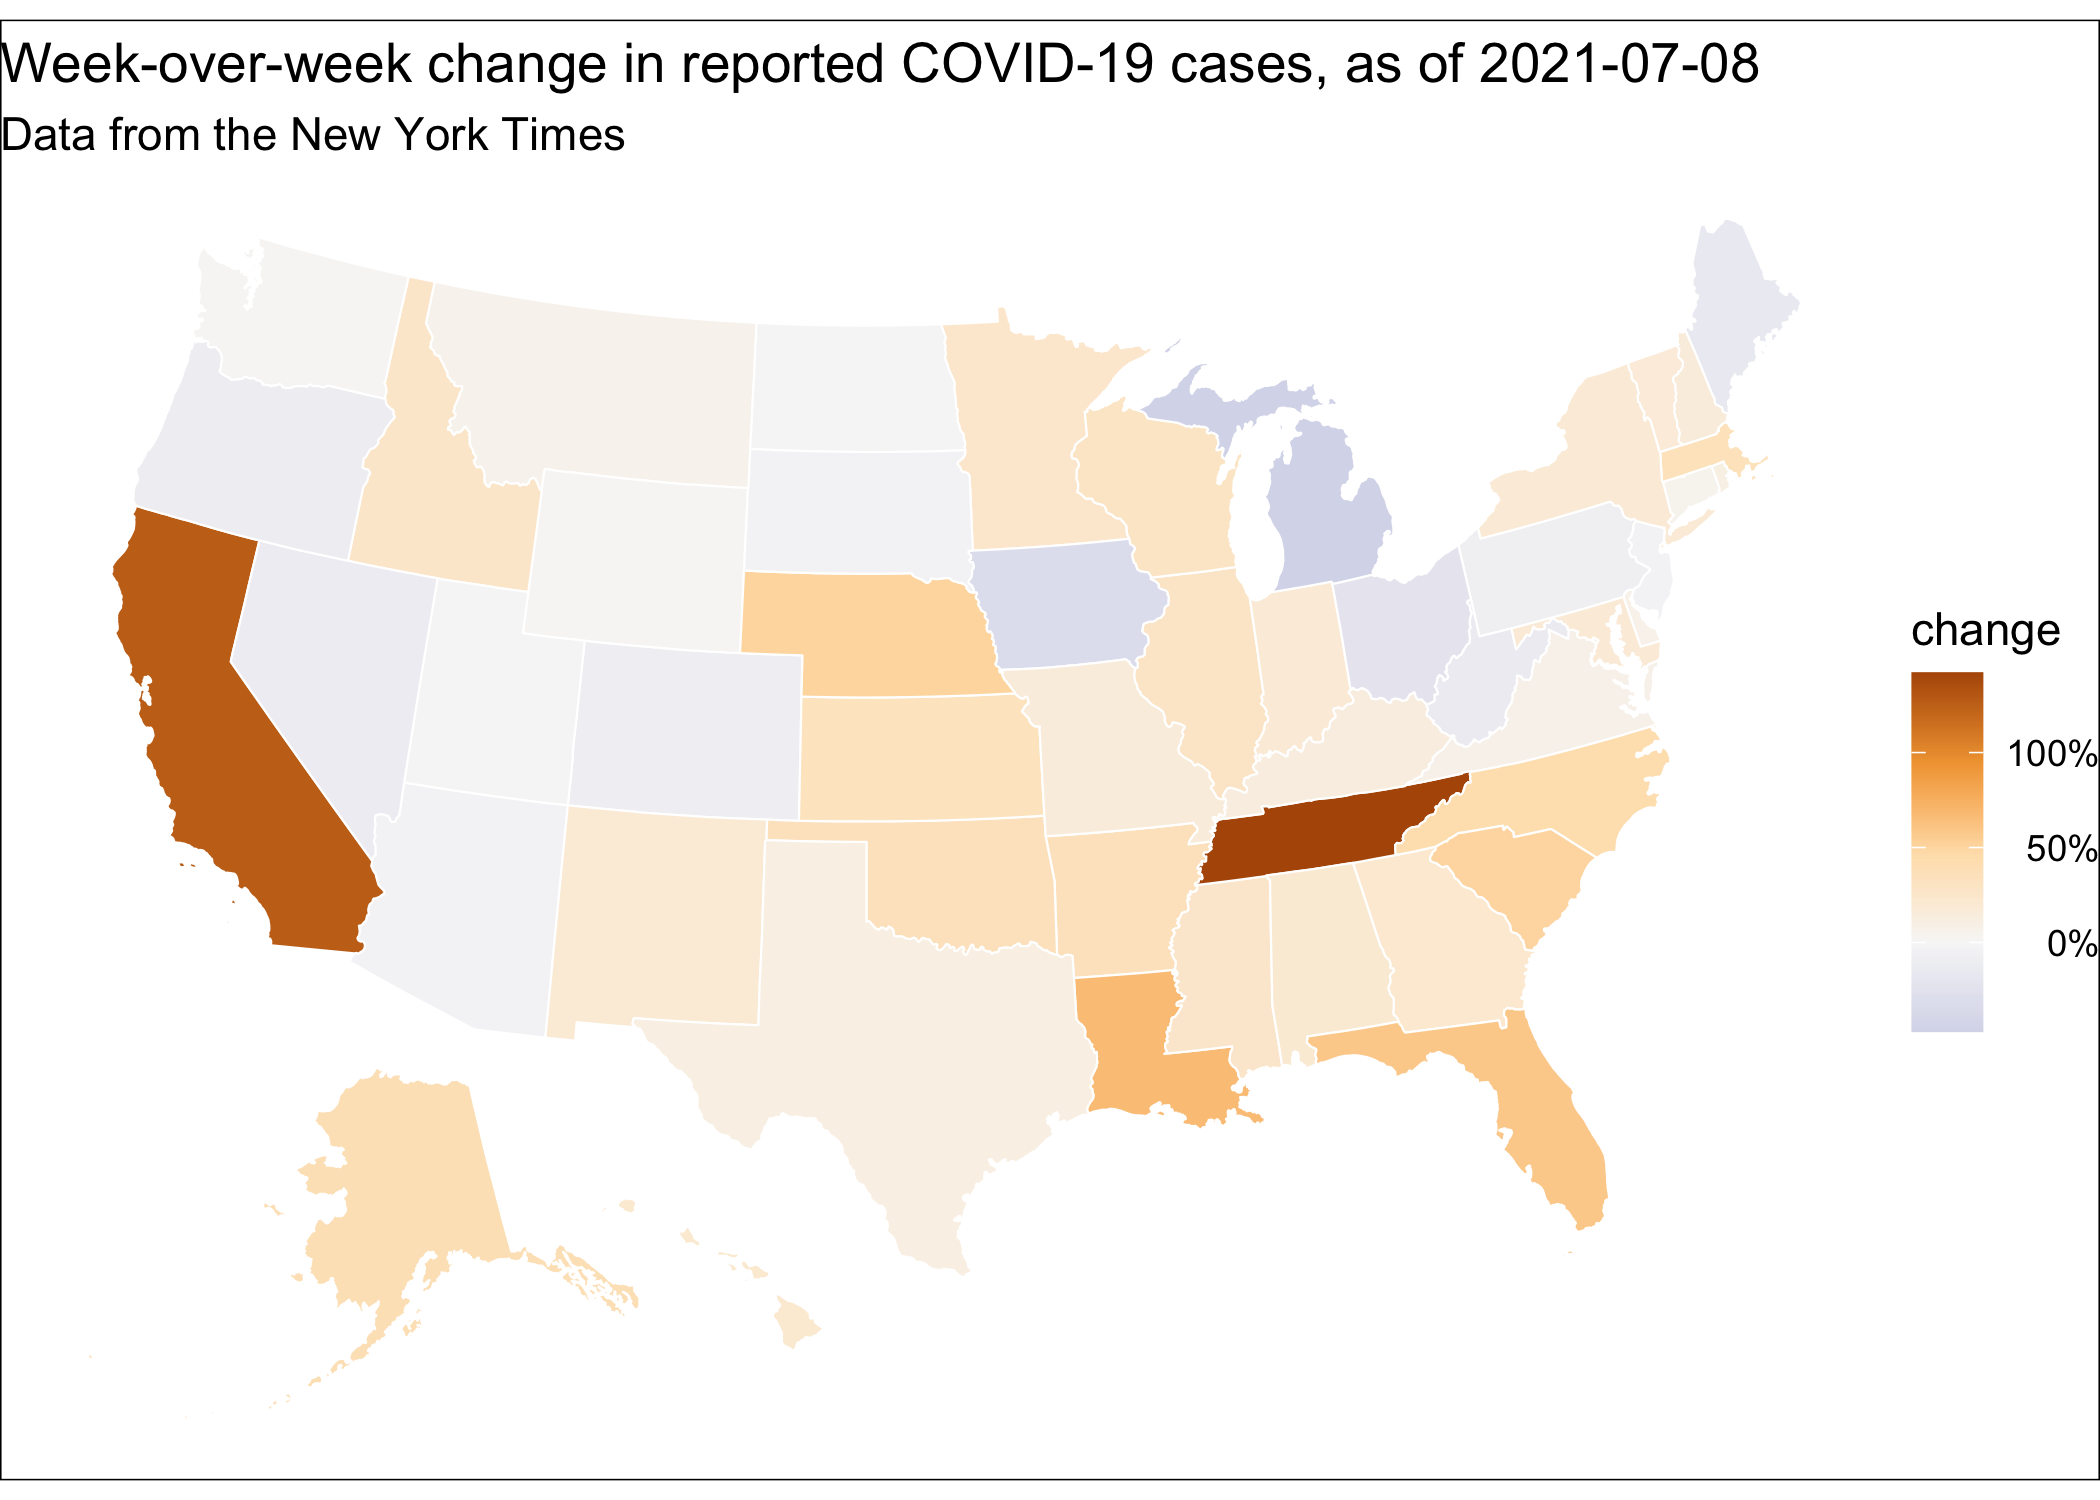 Week-over-week change in reported COVID-19 cases, as of 2021-07-08
Data from the New York Times
change
100%
50%
0%